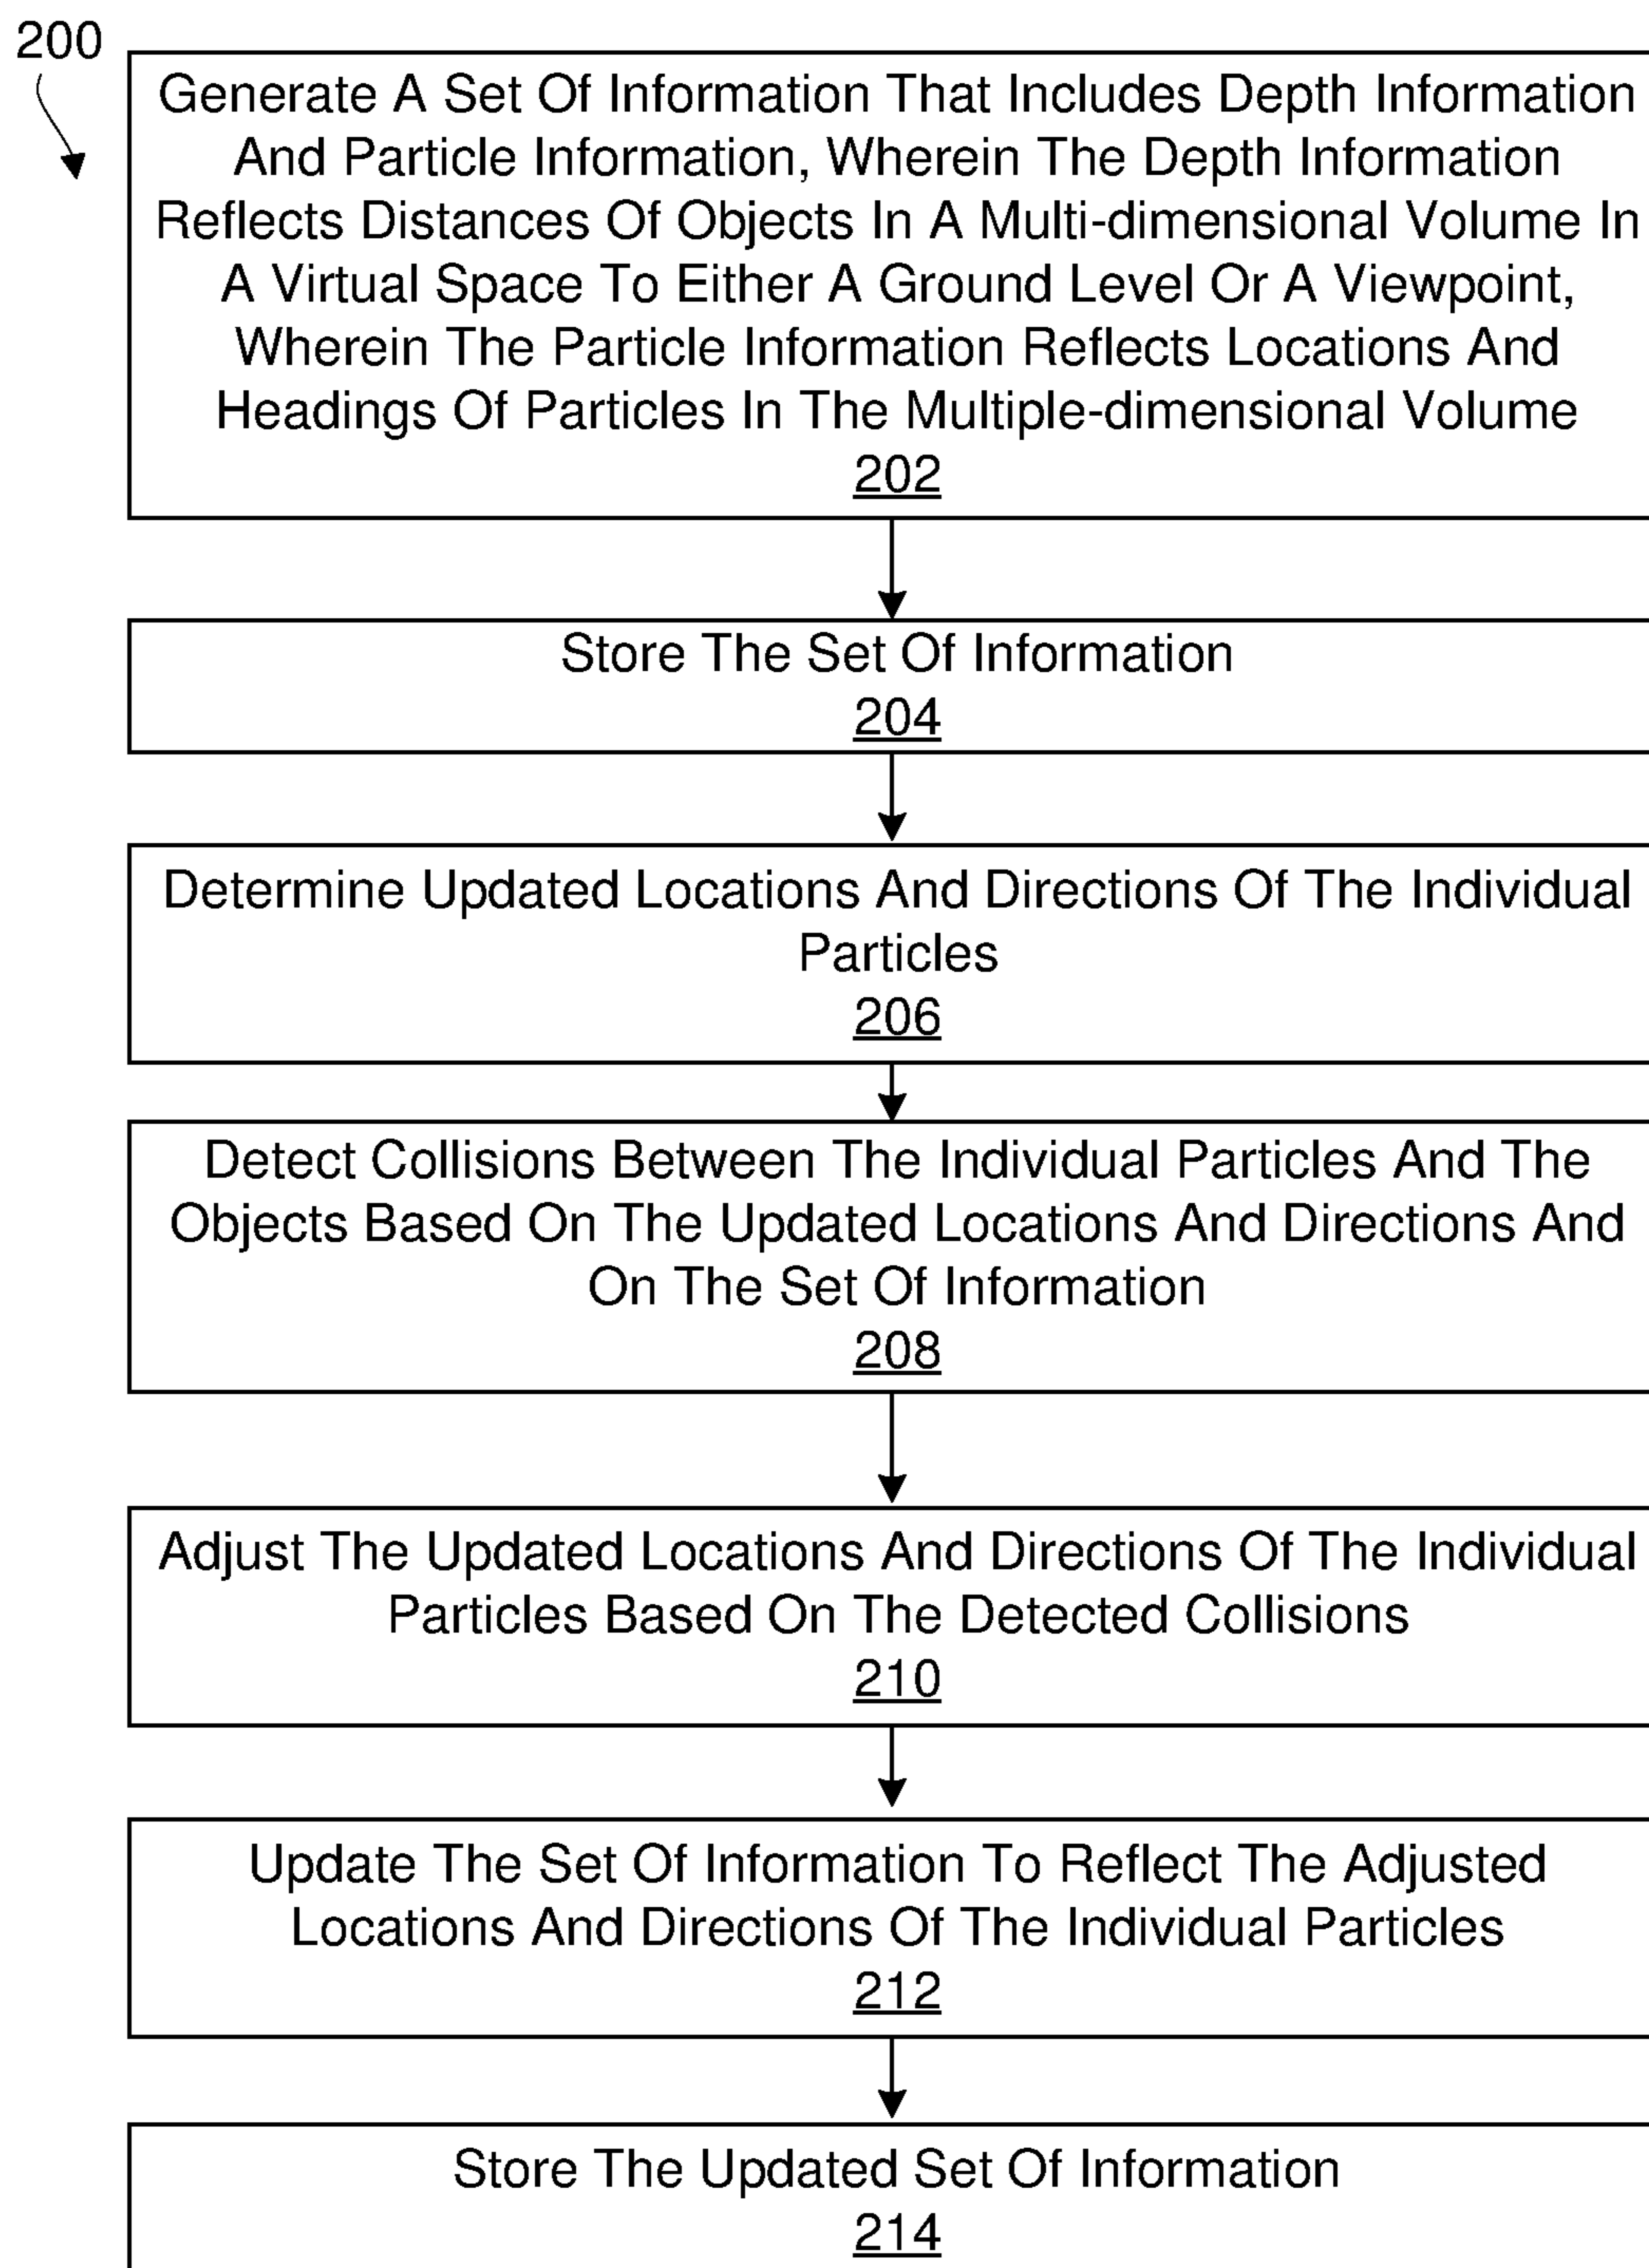 200
Generate A Set Of Information That Includes Depth Information
And Particle Information, Wherein The Depth Information
Reflects Distances Of Objects In A Multi-dimensional Volume In
A Virtual Space To Either A Ground Level Or A Viewpoint,
Wherein The Particle Information Reflects Locations And
Headings Of Particles In The Multiple-dimensional Volume
202
Store The Set Of Information
204
Determine Updated Locations And Directions Of The Individual
Particles
206
Detect Collisions Between The Individual Particles And The
Objects Based On The Updated Locations And Directions And
On The Set Of Information
208
Adjust The Updated Locations And Directions Of The Individual
Particles Based On The Detected Collisions
210
Update The Set Of Information To Reflect The Adjusted
Locations And Directions Of The Individual Particles
212
Store The Updated Set Of Information
214